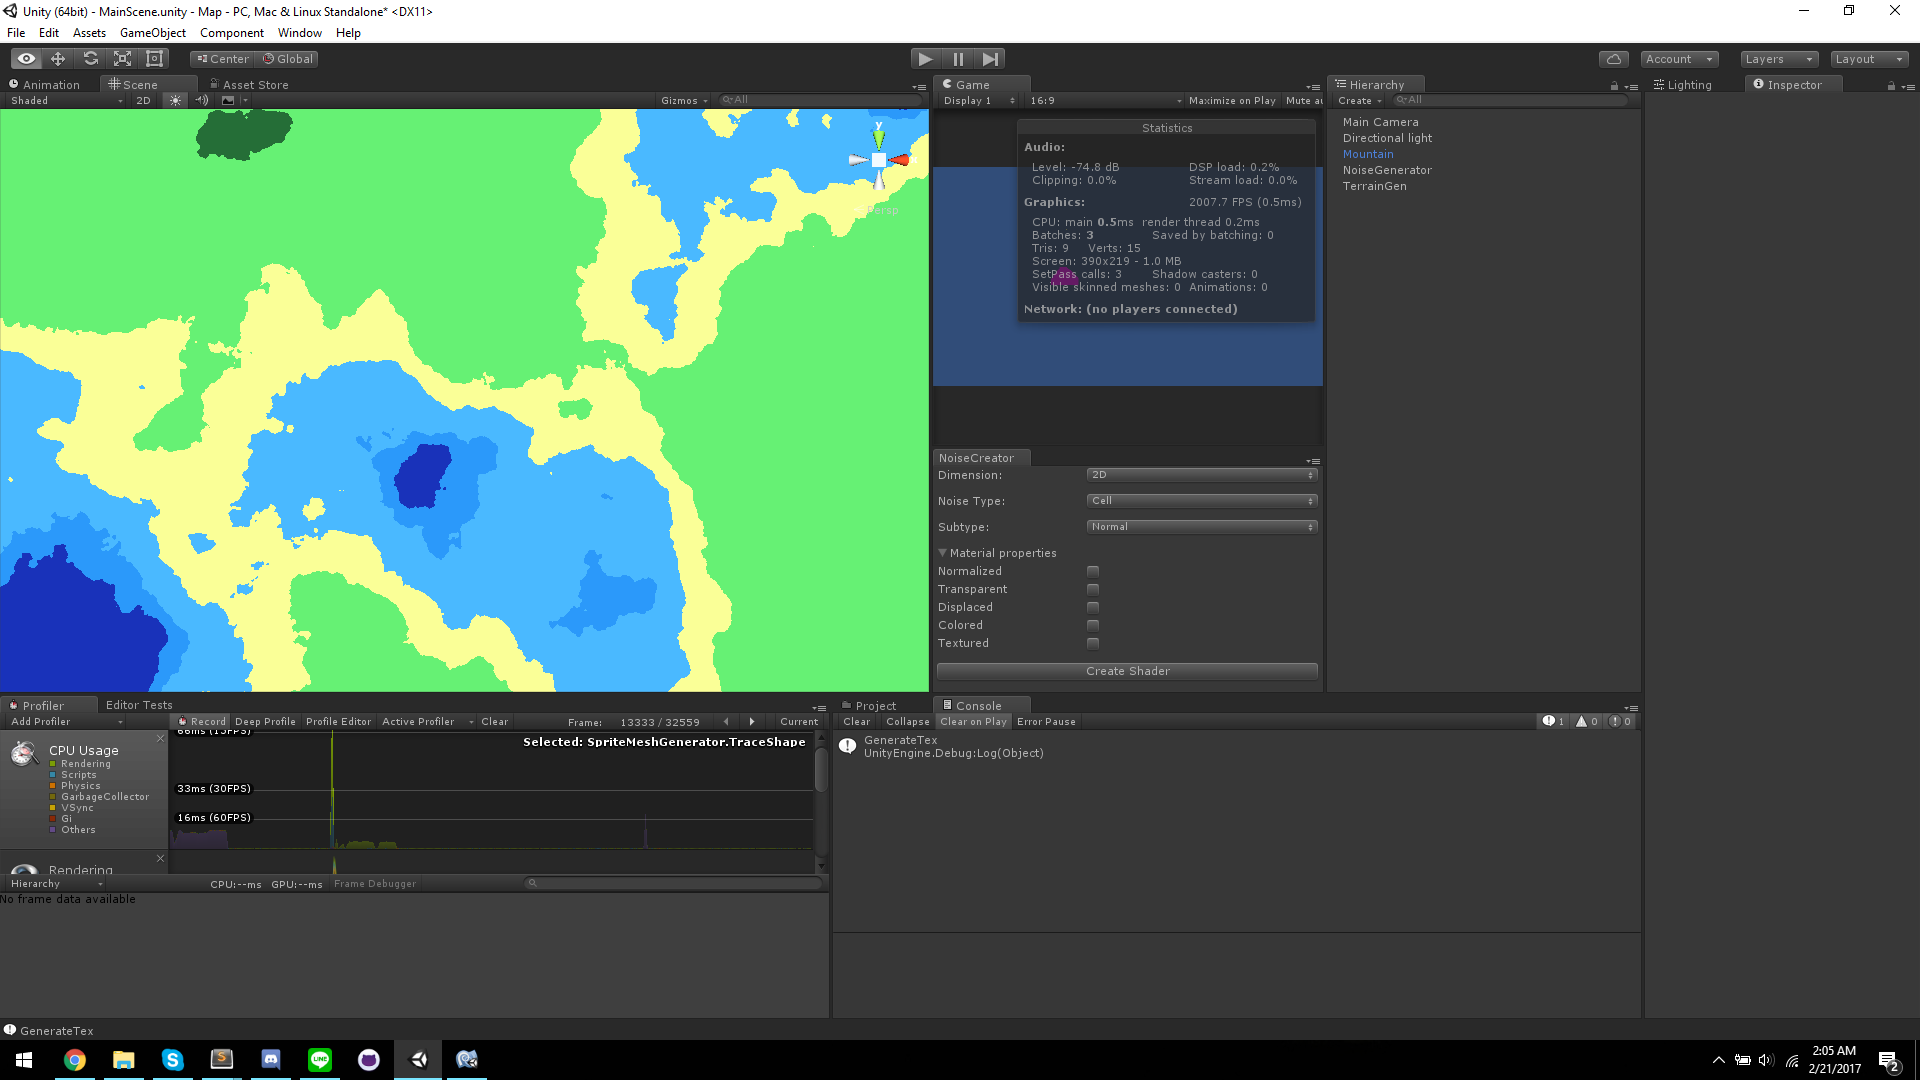 Unity (64bit) - MainScene.unity - Map - PC, Mac & Linux Standalone* <DX11>
File Edit Assets GameObject Component Window Help
Center Global
Account Layers Layout
Animation Scene Asset Store
Shaded 2D Gizmos All
y
Persp
Game
Display 1 16:9 Maximize on Play Mute au
Statistics
Audio:
Level: -74.8 dB DSP load: 0.2%
Clipping: 0.0% Stream load: 0.0%
Graphics: 2007.7 FPS (0.5ms)
CPU: main 0.5ms render thread 0.2ms
Batches: 3 Saved by batching: 0
Tris: 9 Verts: 15
Screen: 390x219 - 1.0 MB
SetPass calls: 3 Shadow casters: 0
Visible skinned meshes: 0 Animations: 0
Network: (no players connected)
NoiseCreator
Dimension: 2D
Noise Type: Cell
Subtype: Normal
Material properties
Normalized
Transparent
Displaced
Colored
Textured
Create Shader
Hierarchy
Create All
Main Camera
Directional light
Mountain
NoiseGenerator
TerrainGen
Lighting Inspector
Profiler Editor Tests
Add Profiler Record Deep Profile Profile Editor Active Profiler Clear Frame: 13333 / 32559 Current
CPU Usage
Rendering
Scripts
Physics
GarbageCollector
VSync
Gi
Others
66ms (15FPS)
Selected: SpriteMeshGenerator.TraceShape
33ms (30FPS)
16ms (60FPS)
Rendering
Hierarchy CPU:--ms GPU:--ms Frame Debugger
No frame data available
Project Console
Clear Collapse Clear on Play Error Pause 1 0 0
GenerateTex
UnityEngine.Debug:Log(Object)
GenerateTex
2:05 AM
2/21/2017
2